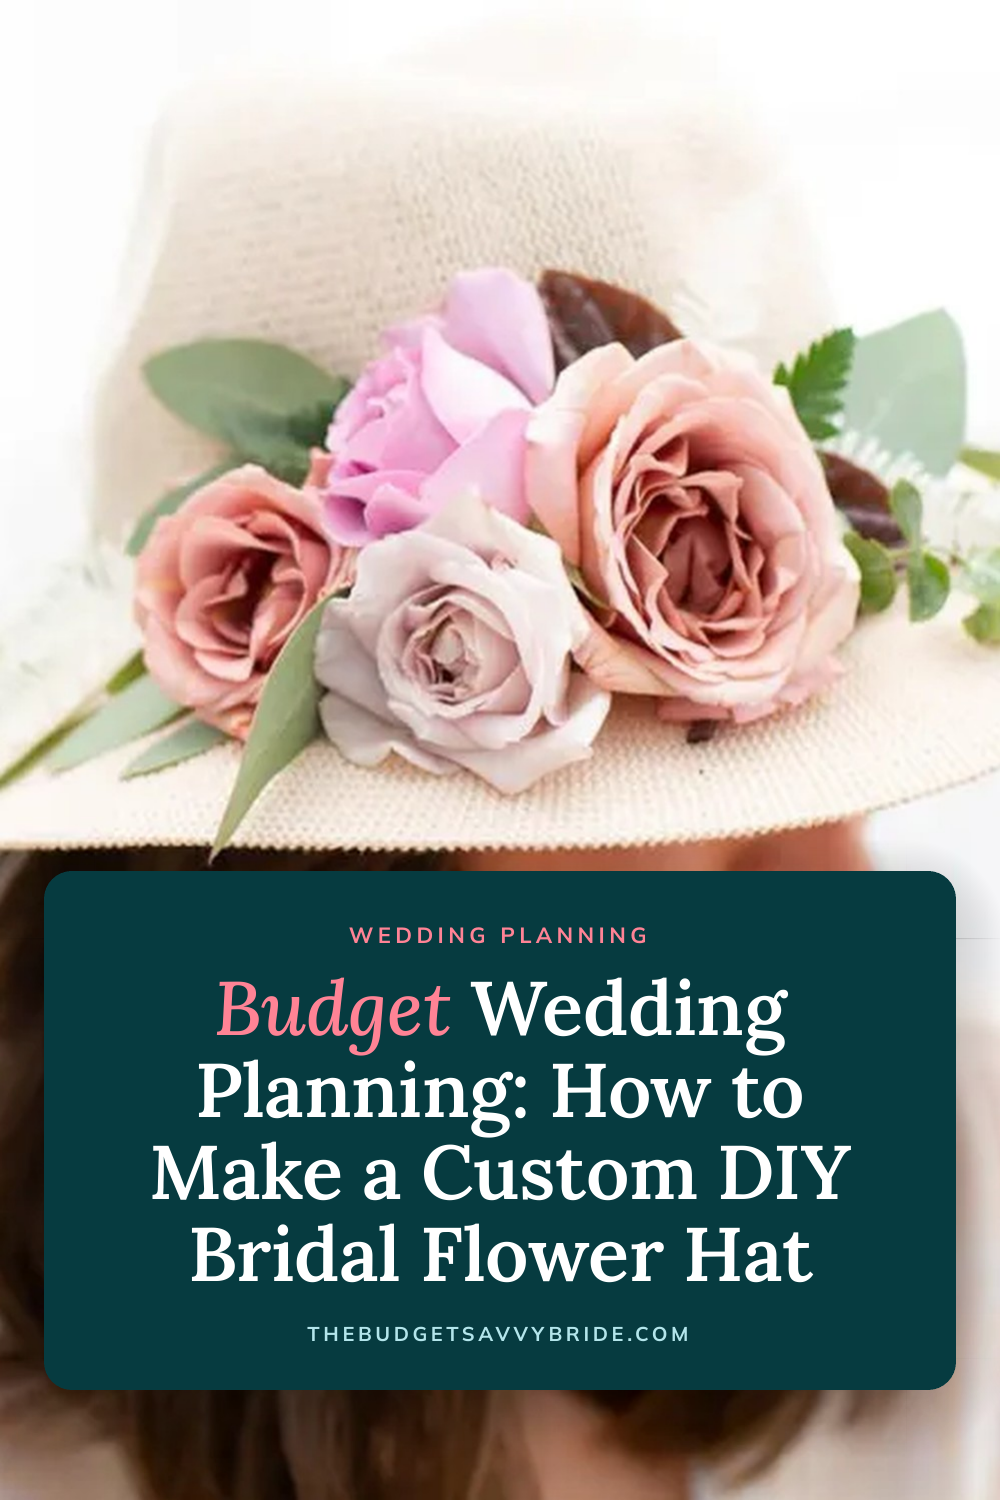 WEDDING PLANNING
Budget Wedding
Planning: How to
Make a Custom DIY
Bridal Flower Hat
THEBUDGETSAVVYBRIDE.COM